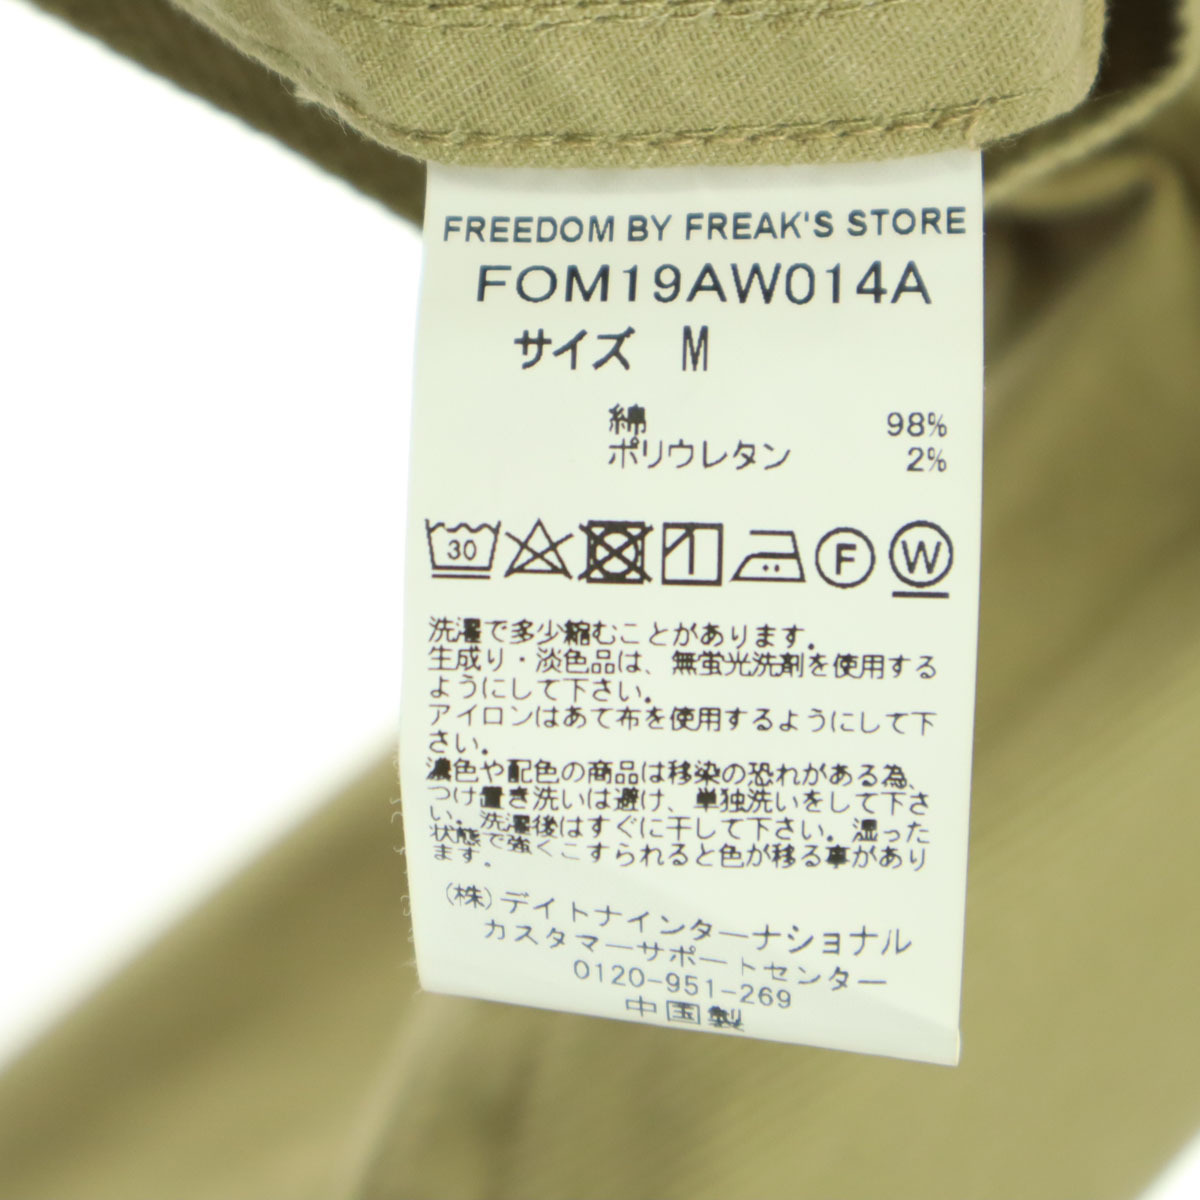 FREEDOM BY FREAK'S STORE
FOM19AW014A
サイズ M
綿 98%
ポリウレタン 2%
30 F W
洗濯で多少縮むことがあります.
生成り・淡色品は、無蛍光洗剤を使用する
ようにして下さい.
アイロンはあて布を使用するようにして下
さい.
濃色や配色の商品は移染の恐れがある為、
つけ置き洗いは避け、単独洗いをして下さ
い. 洗濯後はすぐに干して下さい. 湿った
状態で強くこすられると色が移る事があり
ます.
(株)デイトナインターナショナル
カスタマーサポートセンター
0120-951-269
中国製